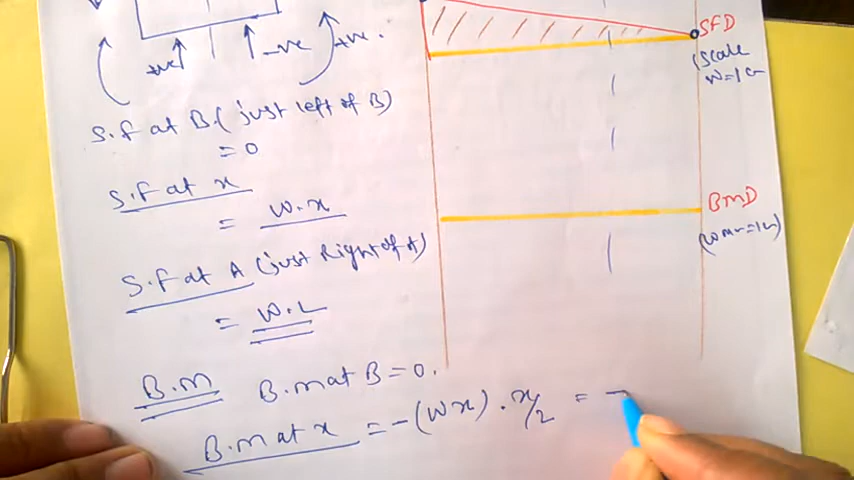 +ve -ve +ve.
SFD
(Scale
W=1cm
S.f at B.(just left of B)
= 0
S.f at x
= W.x
BMD
S.f at A (just Right of A)
= W.L
B.M B.m at B = 0.
B.m at x = -(Wx).x/2 = -